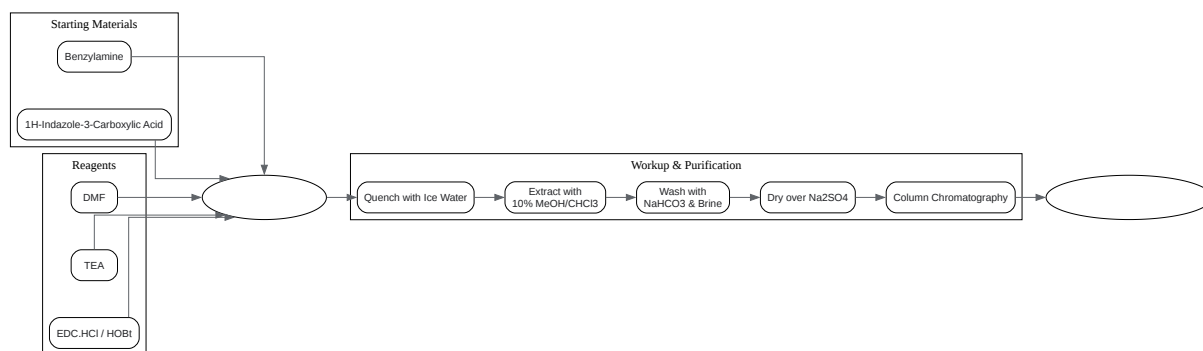 Starting Materials
Benzylamine
1H-Indazole-3-Carboxylic Acid
Reagents
DMF
TEA
EDC.HCl / HOBt
Workup & Purification
Quench with Ice Water
Extract with
10% MeOH/CHCl3
Wash with
NaHCO3 & Brine
Dry over Na2SO4
Column Chromatography